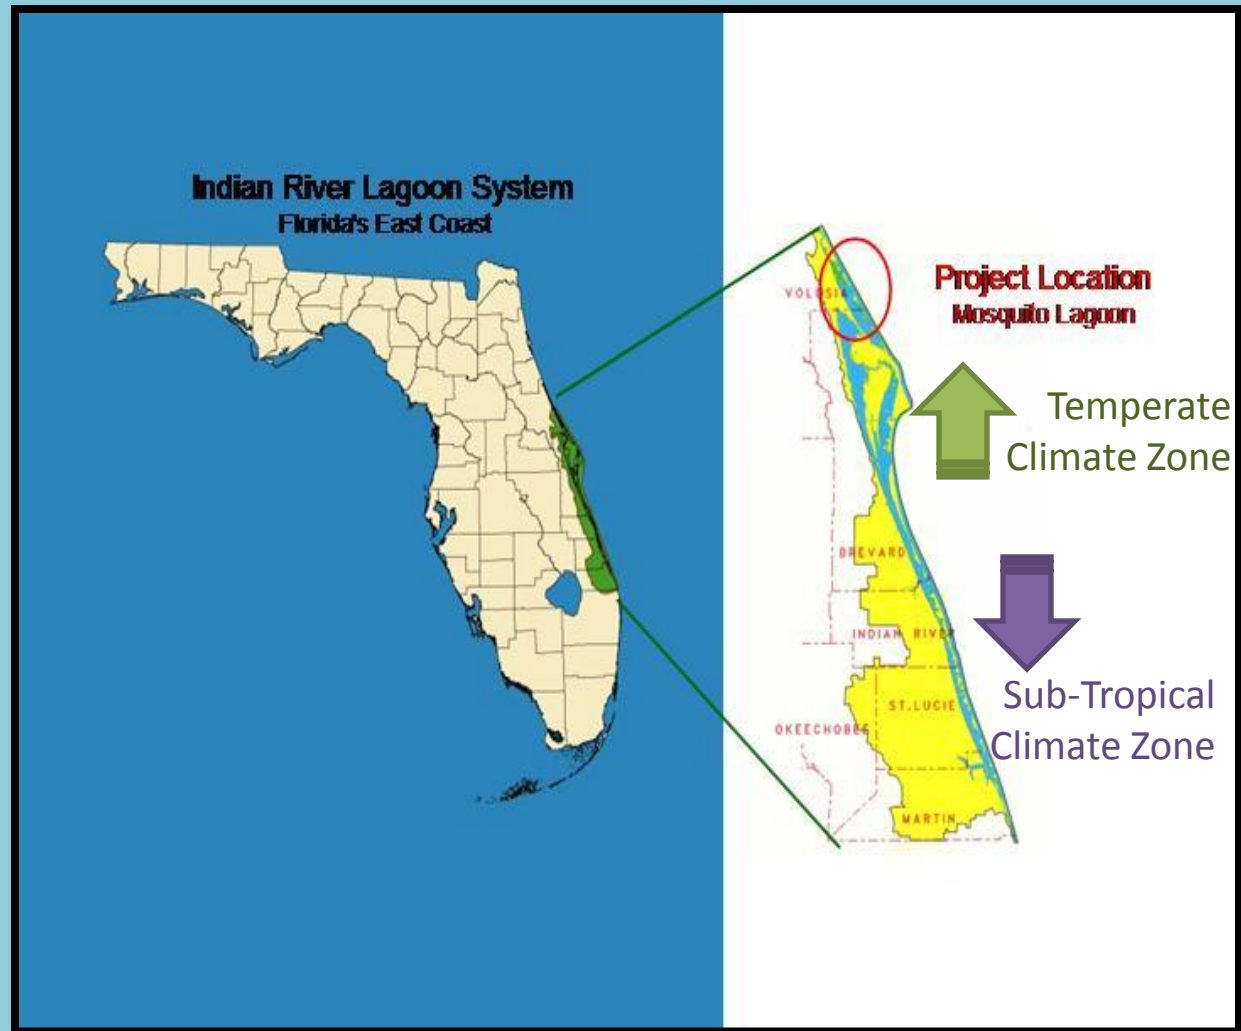 Indian River Lagoon System
Florida's East Coast
Project Location
Mosquito Lagoon
VOLUSIA
Temperate
Climate Zone
BREVARD
INDIAN RIVER
Sub-Tropical
Climate Zone
ST.LUCIE
OKEECHOBEE
MARTIN